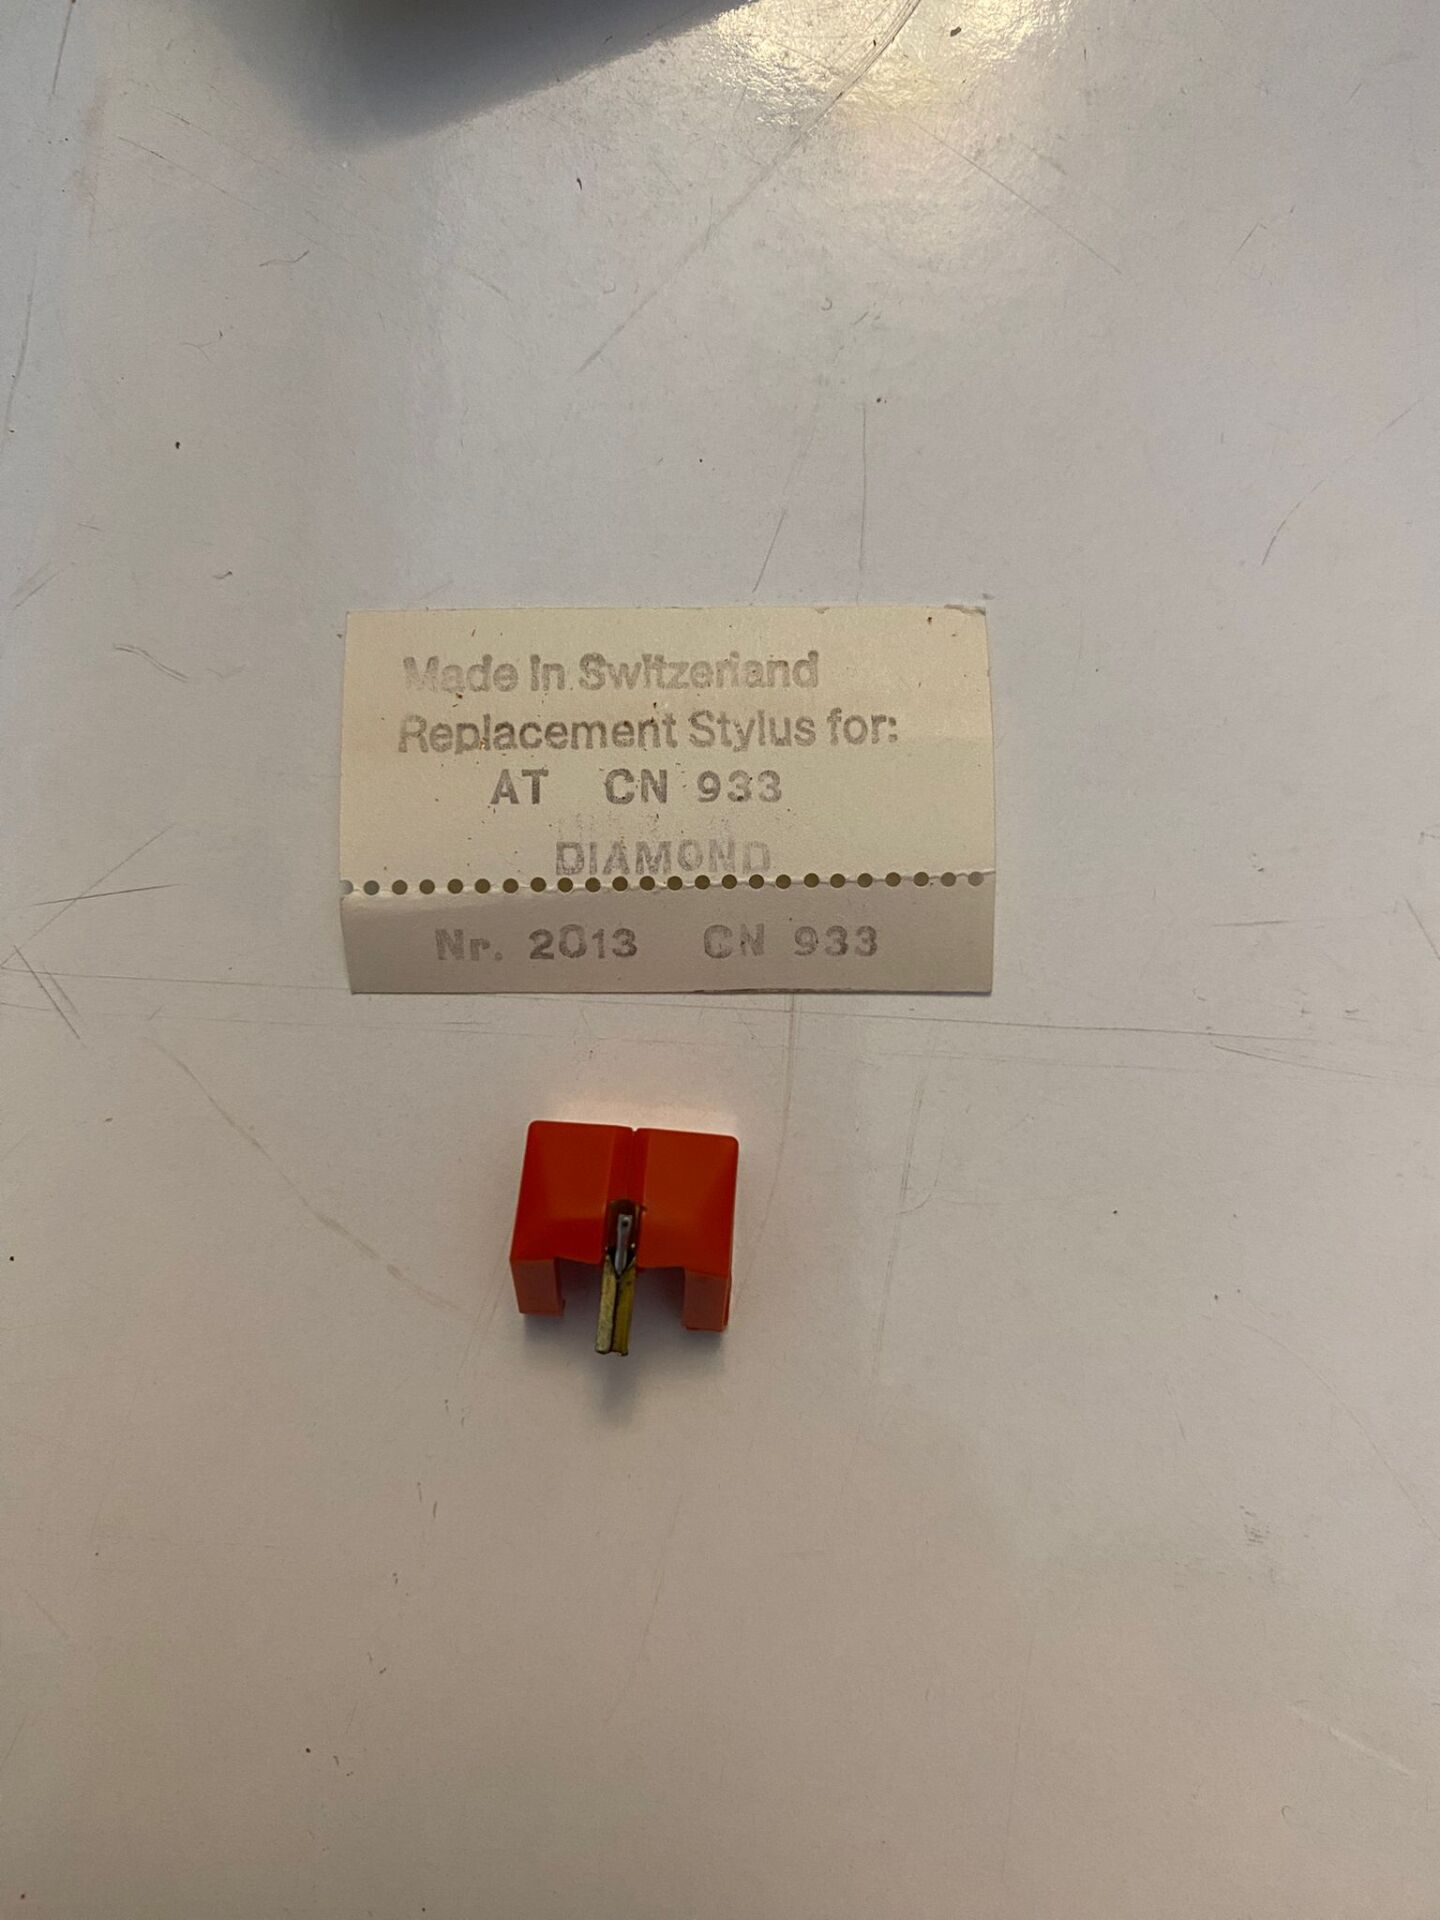 Made in Switzerland
Replacement Stylus for:
AT CN 933
DIAMOND
Nr. 2013 CN 933